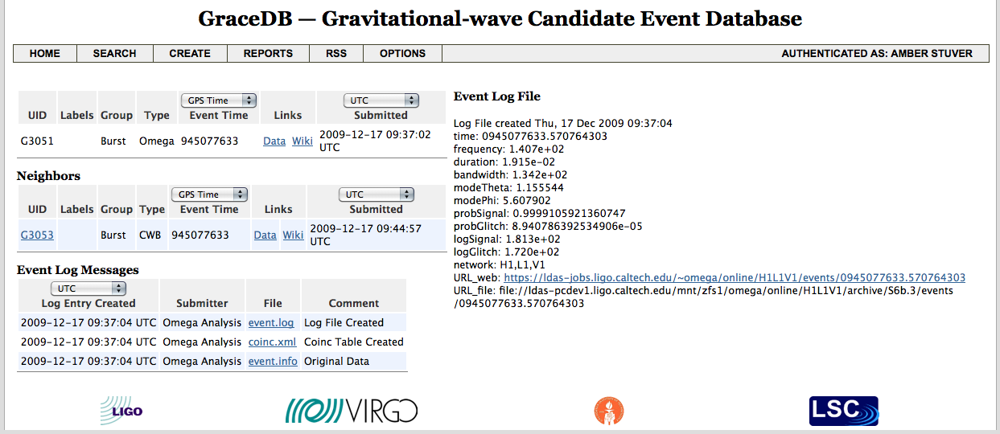 GraceDB — Gravitational-wave Candidate Event Database
HOME SEARCH CREATE REPORTS RSS OPTIONS AUTHENTICATED AS: AMBER STUVER
UID Labels Group Type GPS Time Event Time Links UTC Submitted
G3051 Burst Omega 945077633 Data Wiki 2009-12-17 09:37:02
UTC
Neighbors
UID Labels Group Type GPS Time Event Time Links UTC Submitted
G3053 Burst CWB 945077633 Data Wiki 2009-12-17 09:44:57
UTC
Event Log Messages
UTC
Log Entry Created Submitter File Comment
2009-12-17 09:37:04 UTC Omega Analysis event.log Log File Created
2009-12-17 09:37:04 UTC Omega Analysis coinc.xml Coinc Table Created
2009-12-17 09:37:04 UTC Omega Analysis event.info Original Data
Event Log File
Log File created Thu, 17 Dec 2009 09:37:04
time: 0945077633.570764303
frequency: 1.407e+02
duration: 1.915e-02
bandwidth: 1.342e+02
modeTheta: 1.155544
modePhi: 5.607902
probSignal: 0.9999105921360747
probGlitch: 8.940786392534906e-05
logSignal: 1.813e+02
logGlitch: 1.720e+02
network: H1,L1,V1
URL_web: https://ldas-jobs.ligo.caltech.edu/~omega/online/H1L1V1/events/0945077633.570764303
URL_file: file://ldas-pcdev1.ligo.caltech.edu/mnt/zfs1/omega/online/H1L1V1/archive/S6b.3/events
/0945077633.570764303
LIGO
VIRGO
LSC